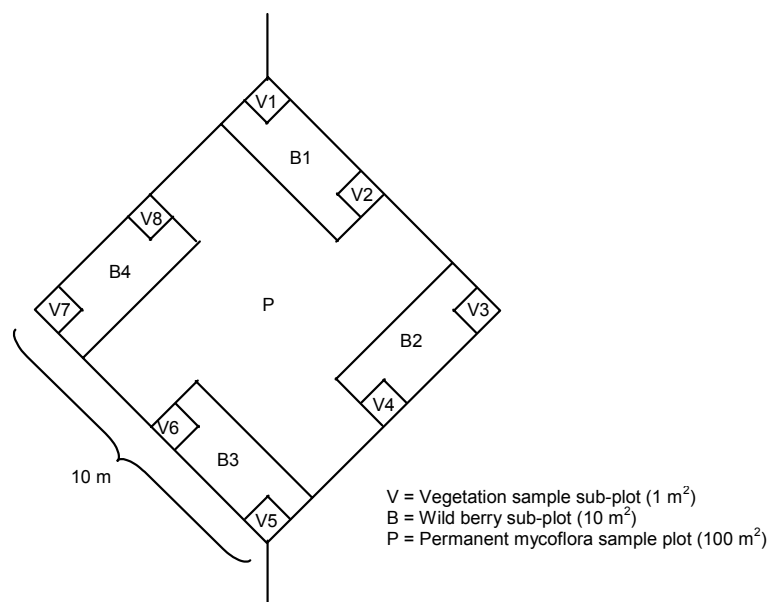 V1
B1
V2
V8
B4
P
V7
V3
B2
V4
V6
B3
10 m
V5
V = Vegetation sample sub-plot (1 m²)
B = Wild berry sub-plot (10 m²)
P = Permanent mycoflora sample plot (100 m²)